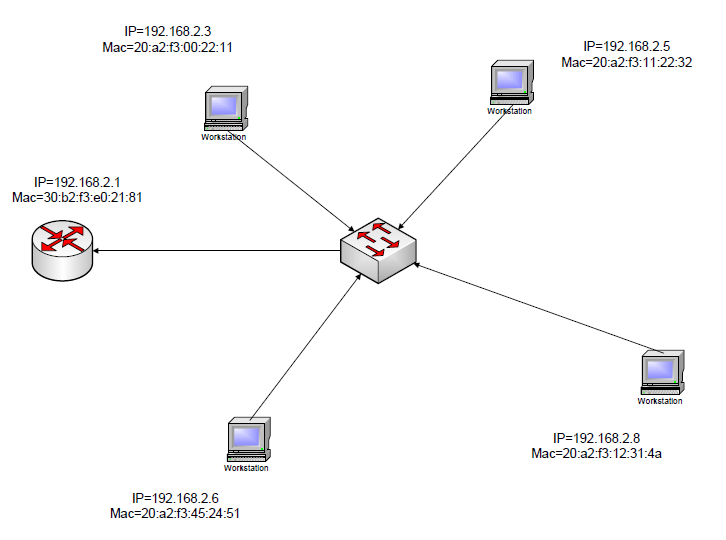 IP=192.168.2.3
Mac=20:a2:f3:00:22:11
IP=192.168.2.5
Mac=20:a2:f3:11:22:32
Workstation
Workstation
IP=192.168.2.1
Mac=30:b2:f3:e0:21:81
Workstation
IP=192.168.2.8
Mac=20:a2:f3:12:31:4a
Workstation
IP=192.168.2.6
Mac=20:a2:f3:45:24:51